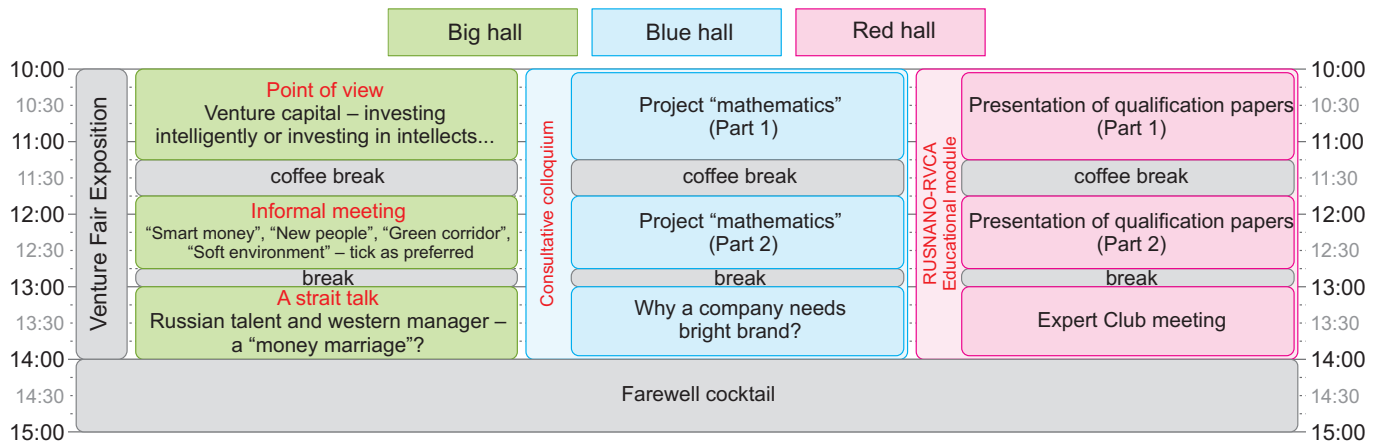 Big hall
Blue hall
Red hall
10:00
10:30
11:00
11:30
12:00
12:30
13:00
13:30
14:00
14:30
15:00
Venture Fair Exposition
Point of view
Venture capital – investing
intelligently or investing in intellects...
coffee break
Informal meeting
“Smart money”, “New people”, “Green corridor”,
“Soft environment” – tick as preferred
break
A strait talk
Russian talent and western manager –
a “money marriage”?
Consultative colloquium
Project “mathematics”
(Part 1)
coffee break
Project “mathematics”
(Part 2)
break
Why a company needs
bright brand?
RUSNANO-RVCA
Educational module
Presentation of qualification papers
(Part 1)
coffee break
Presentation of qualification papers
(Part 2)
break
Expert Club meeting
10:00
10:30
11:00
11:30
12:00
12:30
13:00
13:30
14:00
14:30
15:00
Farewell cocktail